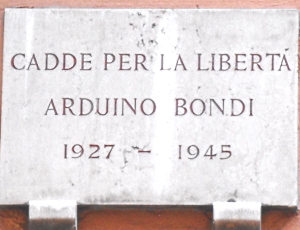 CADDE PER LA LIBERTÀ
ARDUINO BONDI
1927 - 1945